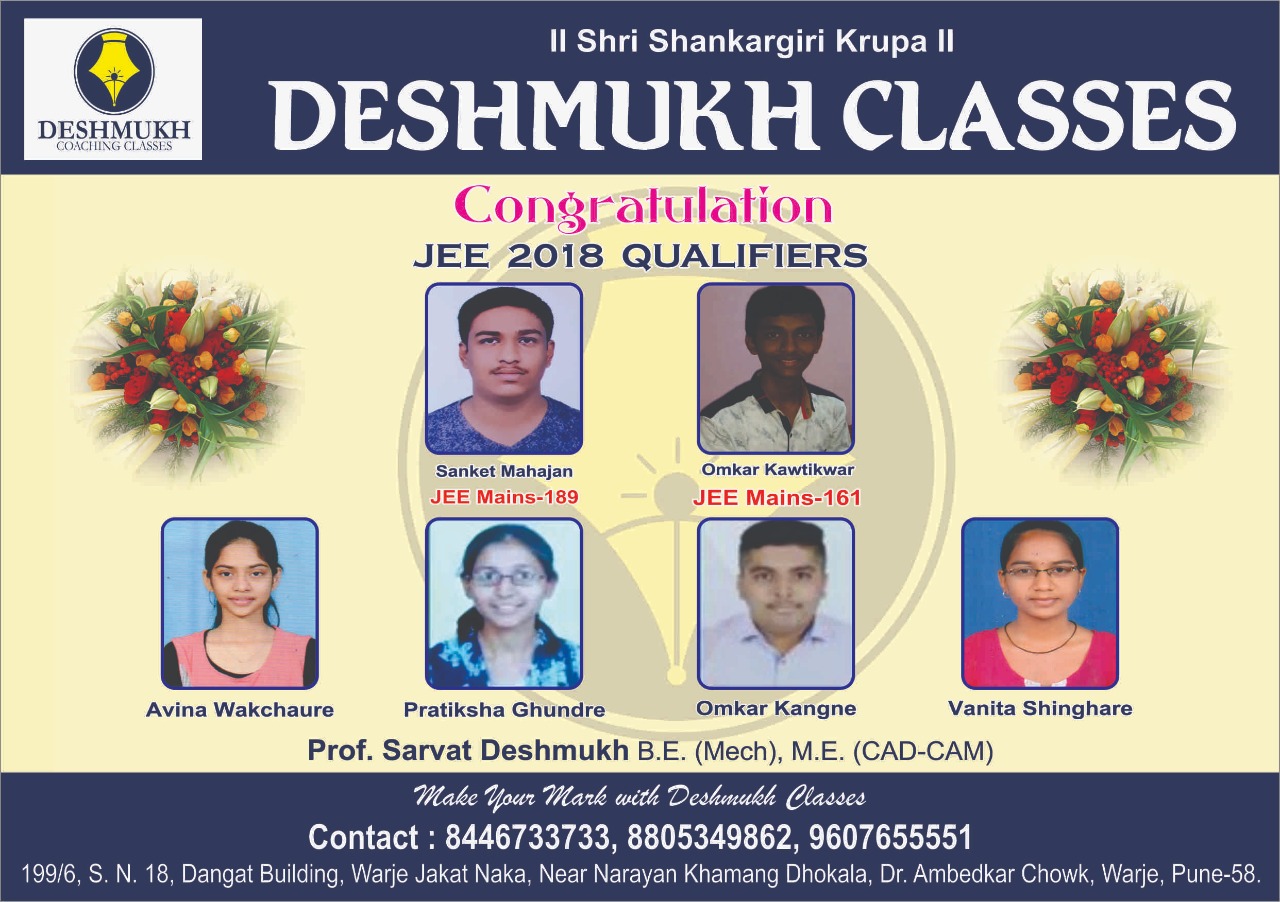 DESHMUKH
COACHING CLASSES
II Shri Shankargiri Krupa II
DESHMUKH CLASSES
Congratulation
JEE 2018 QUALIFIERS
Sanket Mahajan
JEE Mains-189
Omkar Kawtikwar
JEE Mains-161
Avina Wakchaure
Pratiksha Ghundre
Omkar Kangne
Vanita Shinghare
Prof. Sarvat Deshmukh B.E. (Mech), M.E. (CAD-CAM)
Make Your Mark with Deshmukh Classes
Contact : 8446733733, 8805349862, 9607655551
199/6, S. N. 18, Dangat Building, Warje Jakat Naka, Near Narayan Khamang Dhokala, Dr. Ambedkar Chowk, Warje, Pune-58.